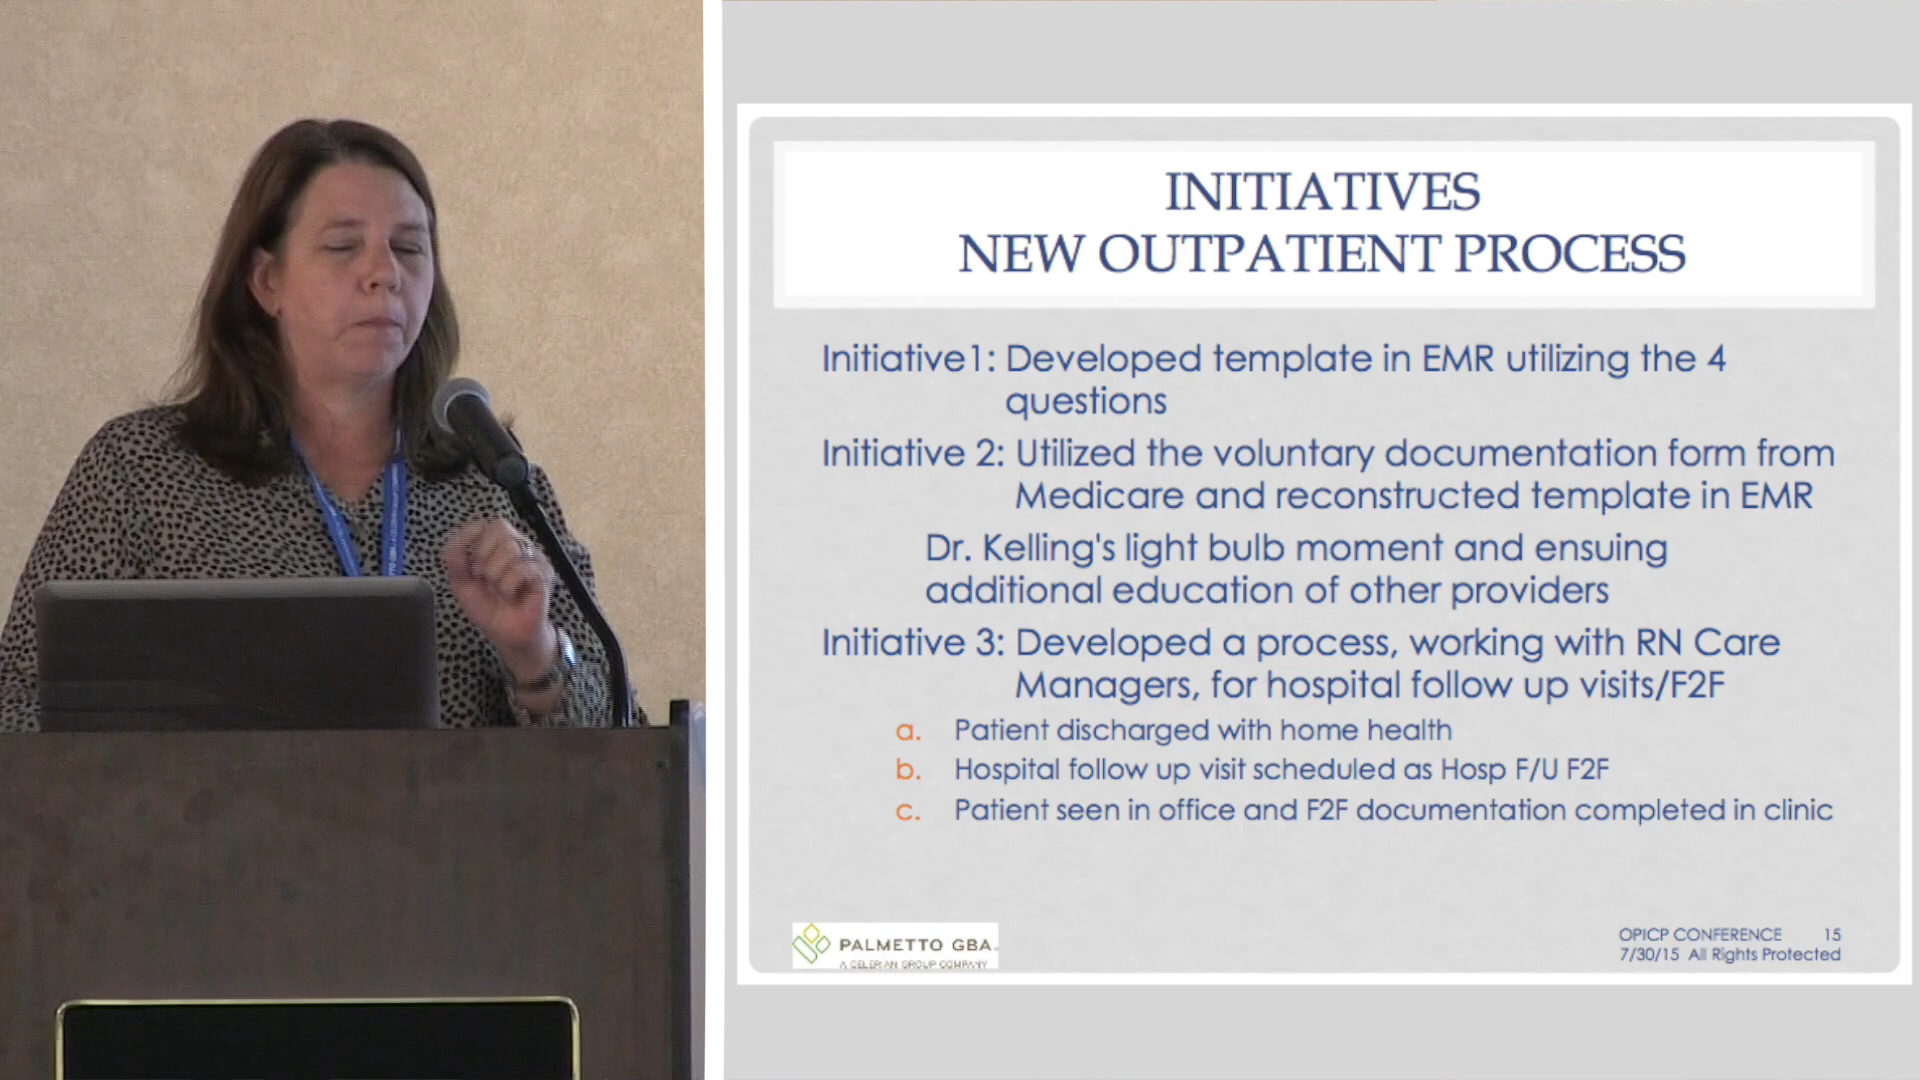 INITIATIVES
NEW OUTPATIENT PROCESS
Initiative1: Developed template in EMR utilizing the 4
questions
Initiative 2: Utilized the voluntary documentation form from
Medicare and reconstructed template in EMR
Dr. Kelling's light bulb moment and ensuing
additional education of other providers
Initiative 3: Developed a process, working with RN Care
Managers, for hospital follow up visits/F2F
a. Patient discharged with home health
b. Hospital follow up visit scheduled as Hosp F/U F2F
c. Patient seen in office and F2F documentation completed in clinic
PALMETTO GBA
A CELERIAN GROUP COMPANY
OPICP CONFERENCE 15
7/30/15 All Rights Protected